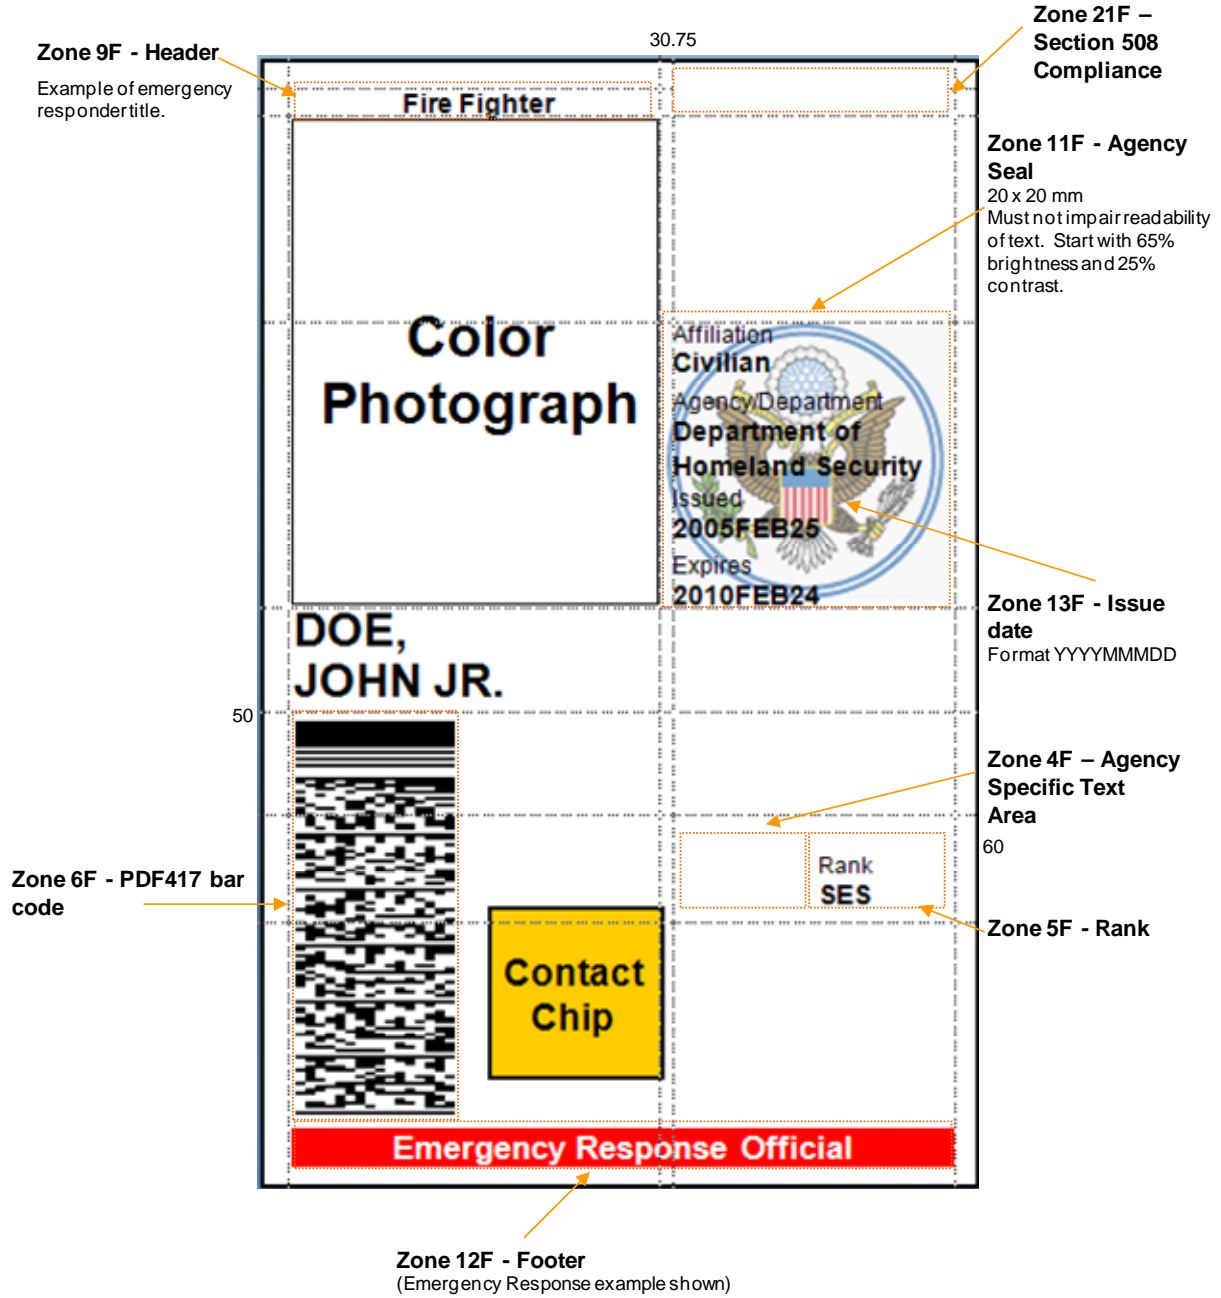 30.75
Zone 21F –
Section 508
Compliance
Zone 9F - Header
Example of emergency
responder title.
Fire Fighter
Zone 11F - Agency
Seal
20 x 20 mm
Must not impair readability
of text. Start with 65%
brightness and 25%
contrast.
Color
Photograph
Affiliation
Civilian
Agency/Department
Department of
Homeland Security
Issued
2005FEB25
Expires
2010FEB24
Zone 13F - Issue
date
Format YYYYMMMDD
DOE,
JOHN JR.
50
Zone 4F – Agency
Specific Text
Area
60
Rank
SES
Zone 6F - PDF417 bar
code
Zone 5F - Rank
Contact
Chip
Emergency Response Official
Zone 12F - Footer
(Emergency Response example shown)